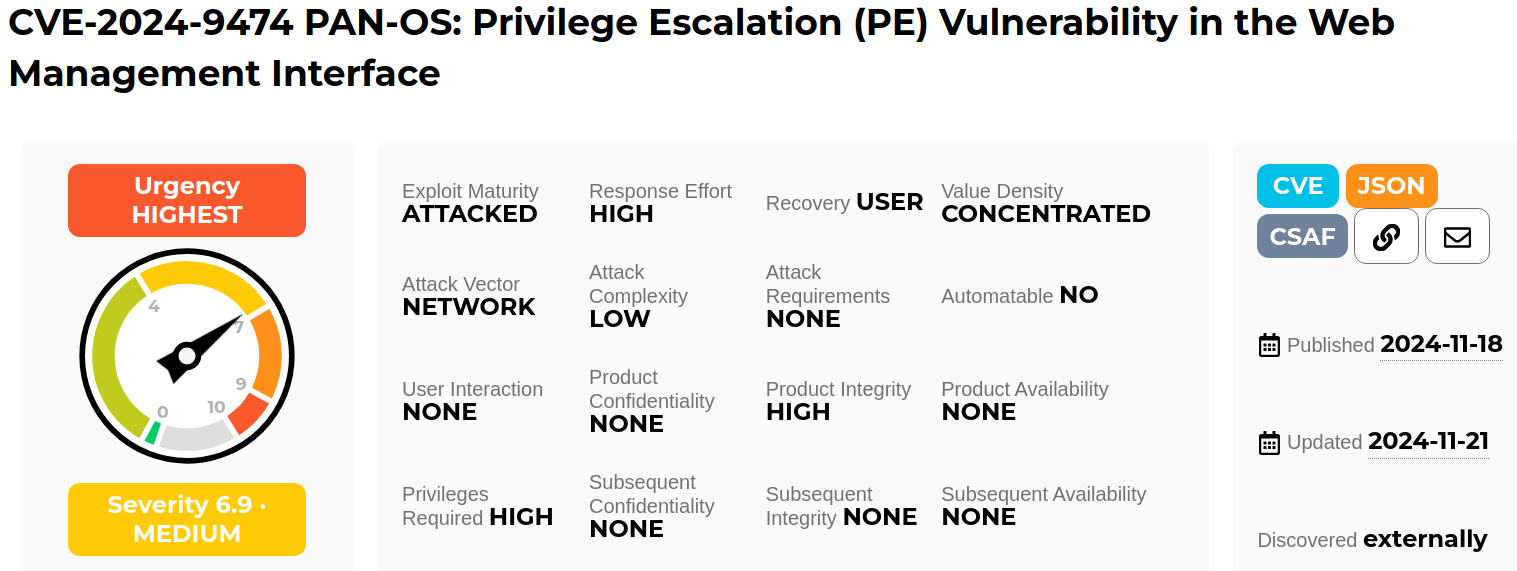 CVE-2024-9474 PAN-OS: Privilege Escalation (PE) Vulnerability in the Web
Management Interface
Urgency
HIGHEST
4
7
9
10
0
Severity 6.9 ·
MEDIUM
Exploit Maturity
ATTACKED
Response Effort
HIGH
Recovery USER
Value Density
CONCENTRATED
Attack Vector
NETWORK
Attack
Complexity
LOW
Attack
Requirements
NONE
Automatable NO
User Interaction
NONE
Product
Confidentiality
NONE
Product Integrity
HIGH
Product Availability
NONE
Privileges
Required HIGH
Subsequent
Confidentiality
NONE
Subsequent
Integrity NONE
Subsequent Availability
NONE
CVE
JSON
CSAF
Published 2024-11-18
Updated 2024-11-21
Discovered externally